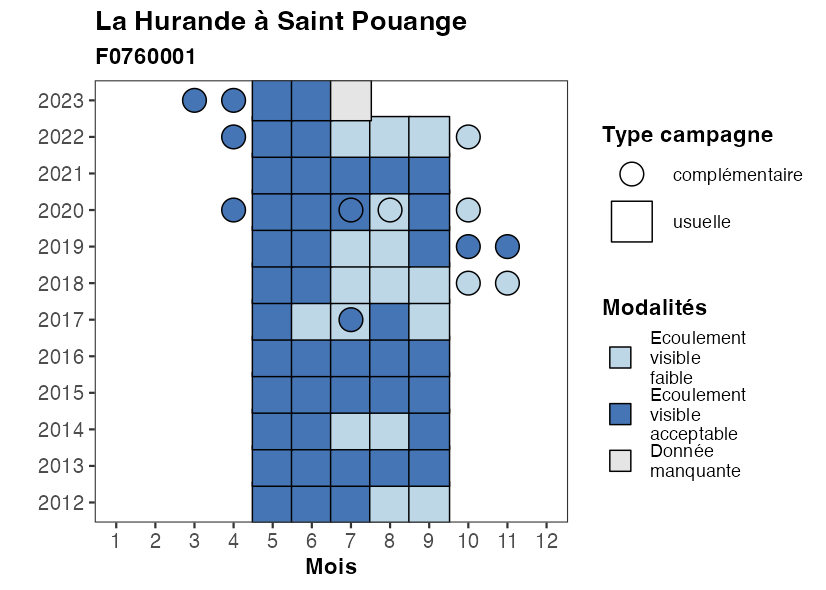 La Hurande à Saint Pouange
F0760001
2023
2022
2021
2020
2019
2018
2017
2016
2015
2014
2013
2012
1 2 3 4 5 6 7 8 9 10 11 12
Mois
Type campagne
complémentaire
usuelle
Modalités
Ecoulement
visible
faible
Ecoulement
visible
acceptable
Donnée
manquante